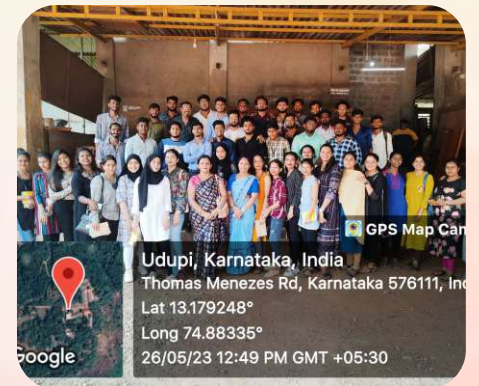 GPS Map Cam
Udupi, Karnataka, India
Thomas Menezes Rd, Karnataka 576111, Ind
Lat 13.179248°
Long 74.88335°
26/05/23 12:49 PM GMT +05:30
Google